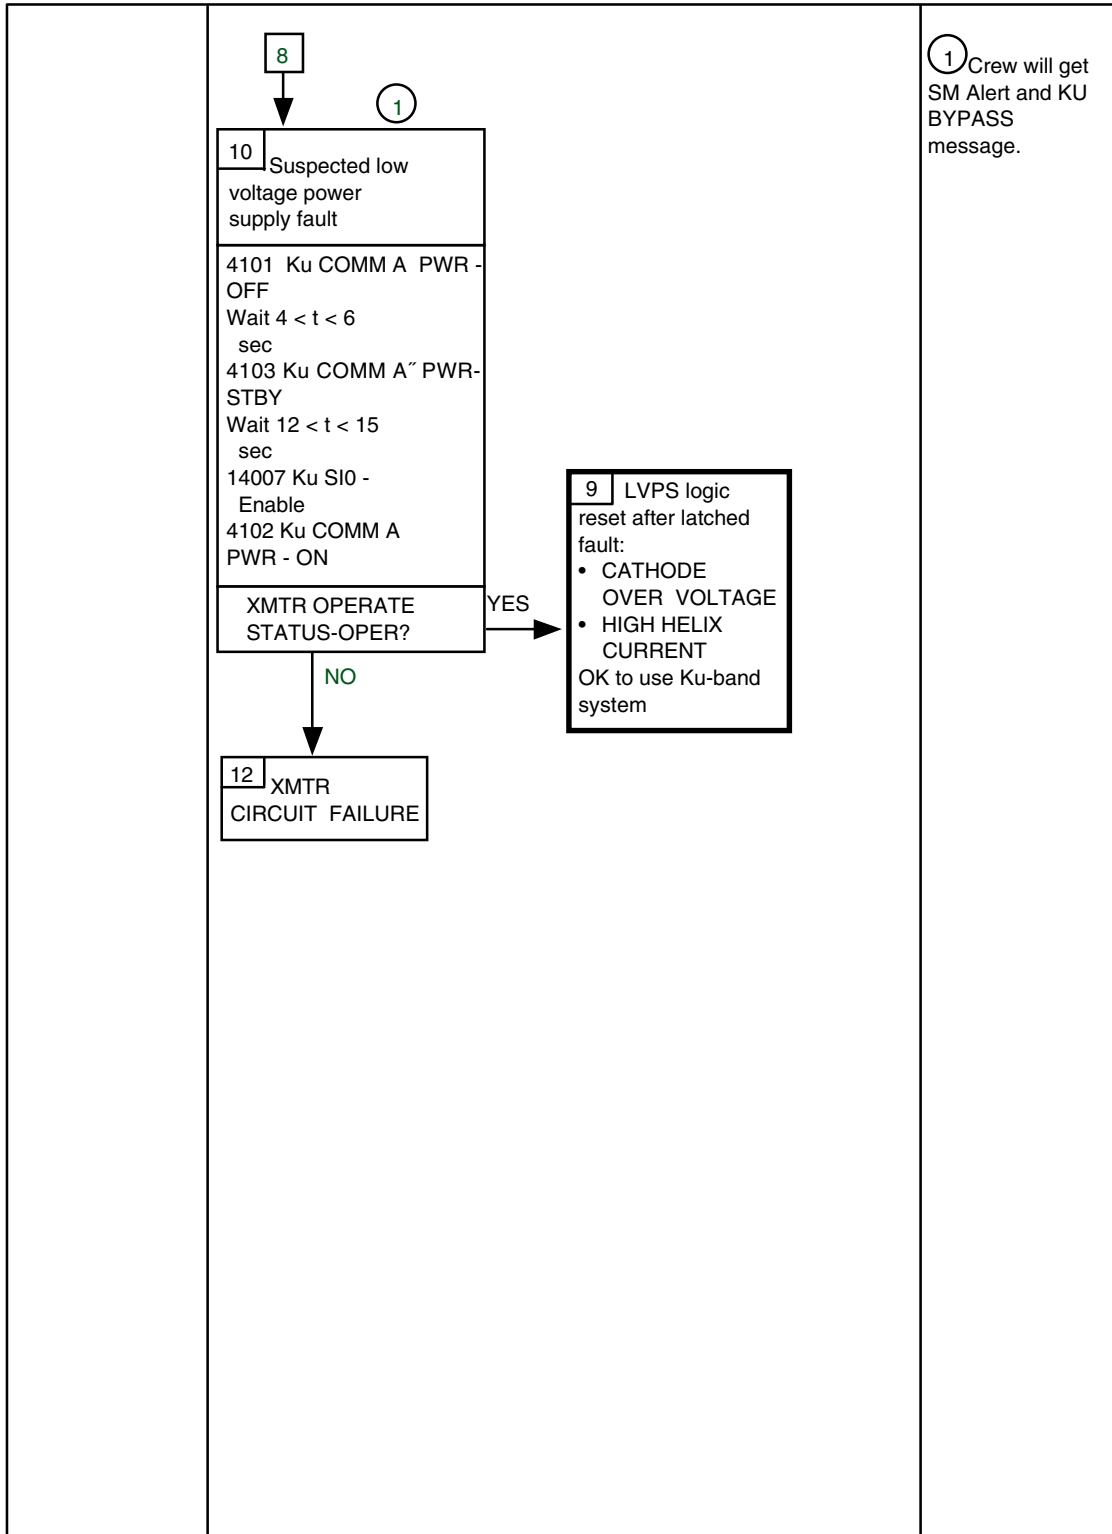 8
1
10
Suspected low
voltage power
supply fault
4101 Ku COMM A PWR -
OFF
Wait 4 < t < 6
sec
4103 Ku COMM A˝ PWR-
STBY
Wait 12 < t < 15
sec
14007 Ku SI0 -
Enable
4102 Ku COMM A
PWR - ON
XMTR OPERATE
STATUS-OPER?
YES
NO
9 LVPS logic
reset after latched
fault:
• CATHODE
OVER VOLTAGE
• HIGH HELIX
CURRENT
OK to use Ku-band
system
12
XMTR
CIRCUIT FAILURE
1 Crew will get
SM Alert and KU
BYPASS
message.